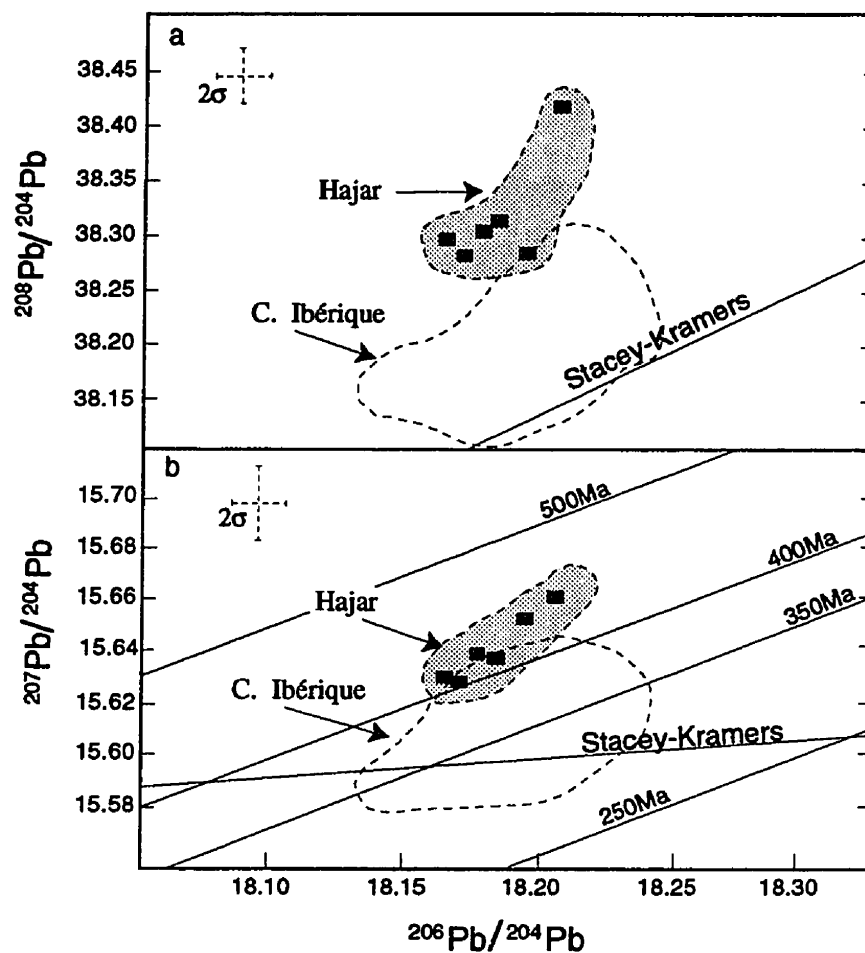 a
2σ
38.45
38.40
38.35
38.30
38.25
38.20
38.15
²⁰⁸Pb/²⁰⁴Pb
Hajar
C. Ibérique
Stacey-Kramers
b
2σ
15.70
15.68
15.66
15.64
15.62
15.60
15.58
²⁰⁷Pb/²⁰⁴Pb
500Ma
400Ma
350Ma
Hajar
C. Ibérique
Stacey-Kramers
250Ma
18.10 18.15 18.20 18.25 18.30
²⁰⁶Pb/²⁰⁴Pb